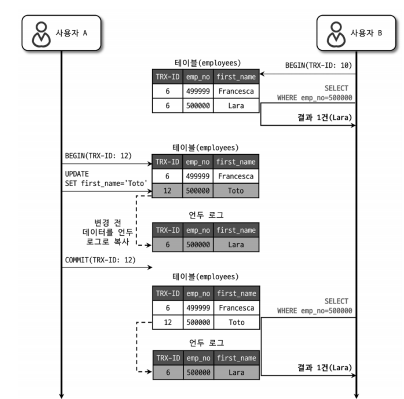 사용자 A
사용자 B
테이블(employees)
BEGIN(TRX-ID: 10)
TRX-ID emp_no first_name
6 499999 Francesca
6 500000 Lara
SELECT
WHERE emp_no=500000
결과 1건(Lara)
테이블(employees)
BEGIN(TRX-ID: 12)
TRX-ID emp_no first_name
UPDATE
SET first_name='Toto'
6 499999 Francesca
12 500000 Toto
변경 전
데이터를 언두
로그로 복사
언두 로그
TRX-ID emp_no first_name
6 500000 Lara
COMMIT(TRX-ID: 12)
테이블(employees)
TRX-ID emp_no first_name
6 499999 Francesca
12 500000 Toto
SELECT
WHERE emp_no=500000
언두 로그
TRX-ID emp_no first_name
6 500000 Lara
결과 1건(Lara)